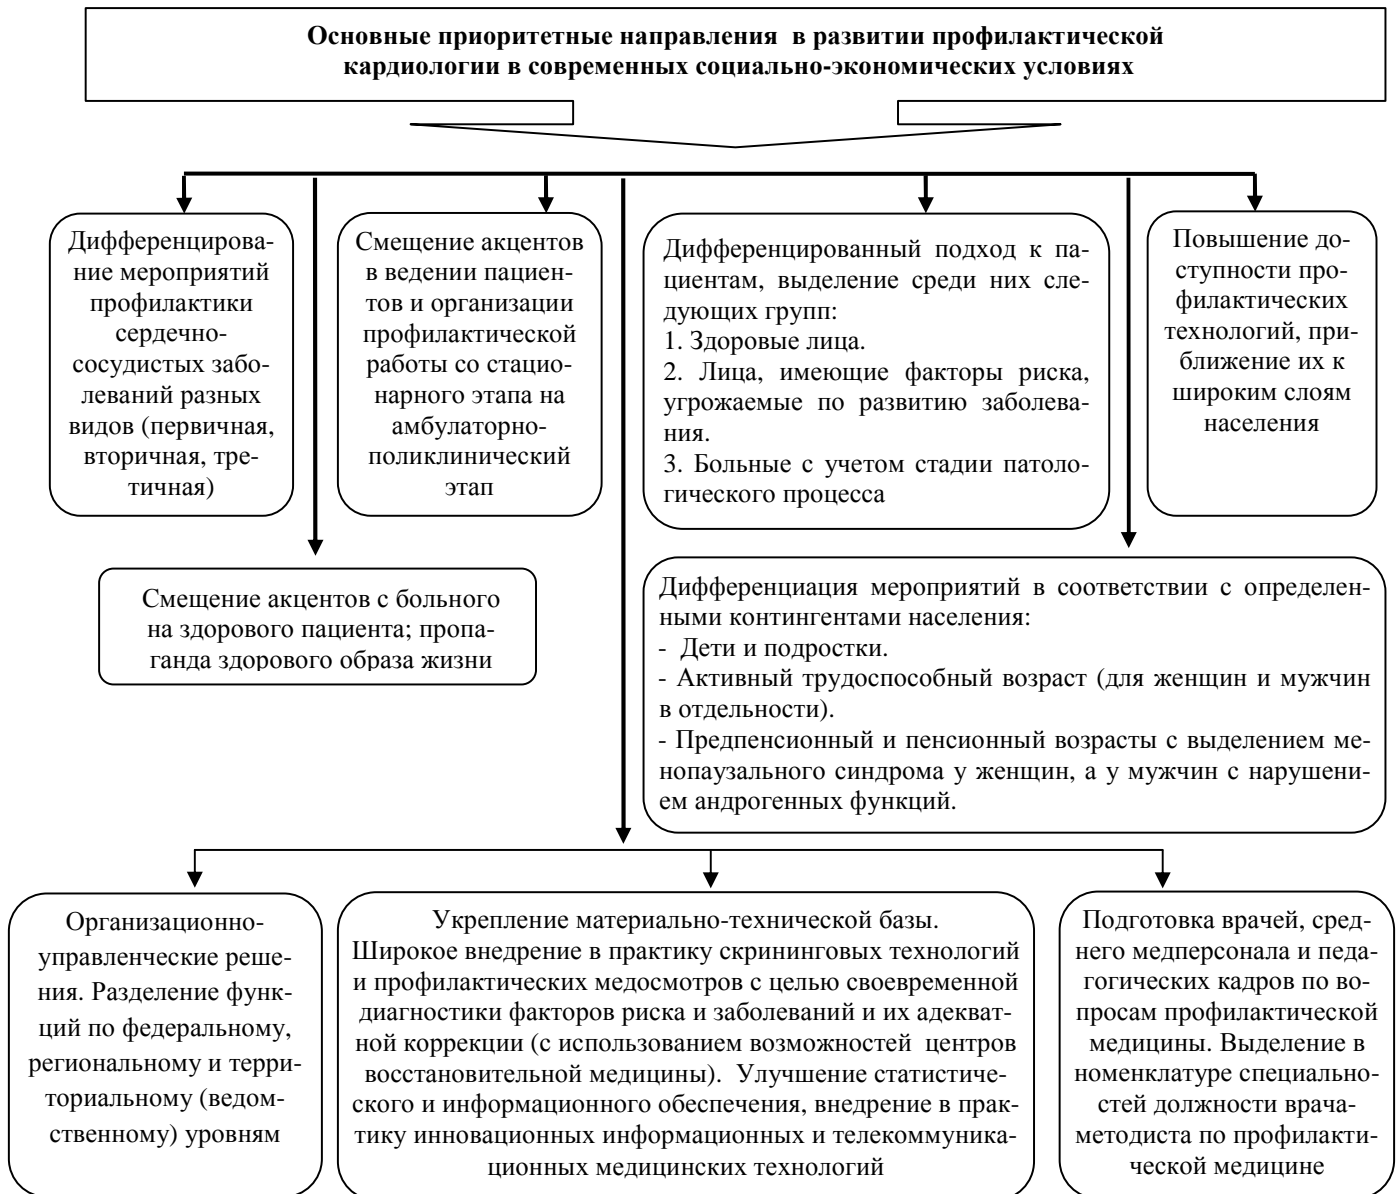 Основные приоритетные направления в развитии профилактической
кардиологии в современных социально-экономических условиях
Дифференцирова-
ние мероприятий
профилактики
сердечно-
сосудистых забо-
леваний разных
видов (первичная,
вторичная, тре-
тичная)
Смещение акцентов
в ведении пациен-
тов и организации
профилактической
работы со стацио-
нарного этапа на
амбулаторно-
поликлинический
этап
Дифференцированный подход к па-
циентам, выделение среди них сле-
дующих групп:
1. Здоровые лица.
2. Лица, имеющие факторы риска,
угрожаемые по развитию заболева-
ния.
3. Больные с учетом стадии патоло-
гического процесса
Повышение до-
ступности про-
филактических
технологий, при-
ближение их к
широким слоям
населения
Смещение акцентов с больного
на здорового пациента; пропа-
ганда здорового образа жизни
Дифференциация мероприятий в соответствии с определен-
ными контингентами населения:
- Дети и подростки.
- Активный трудоспособный возраст (для женщин и мужчин
в отдельности).
- Предпенсионный и пенсионный возрасты с выделением ме-
нопаузального синдрома у женщин, а у мужчин с нарушени-
ем андрогенных функций.
Организационно-
управленческие реше-
ния. Разделение функ-
ций по федеральному,
региональному и терри-
ториальному (ведом-
ственному) уровням
Укрепление материально-технической базы.
Широкое внедрение в практику скрининговых технологий
и профилактических медосмотров с целью своевременной
диагностики факторов риска и заболеваний и их адекват-
ной коррекции (с использованием возможностей центров
восстановительной медицины). Улучшение статистиче-
ского и информационного обеспечения, внедрение в прак-
тику инновационных информационных и телекоммуника-
ционных медицинских технологий
Подготовка врачей, сред-
него медперсонала и педа-
гогических кадров по во-
просам профилактической
медицины. Выделение в
номенклатуре специально-
стей должности врача-
методиста по профилакти-
ческой медицине